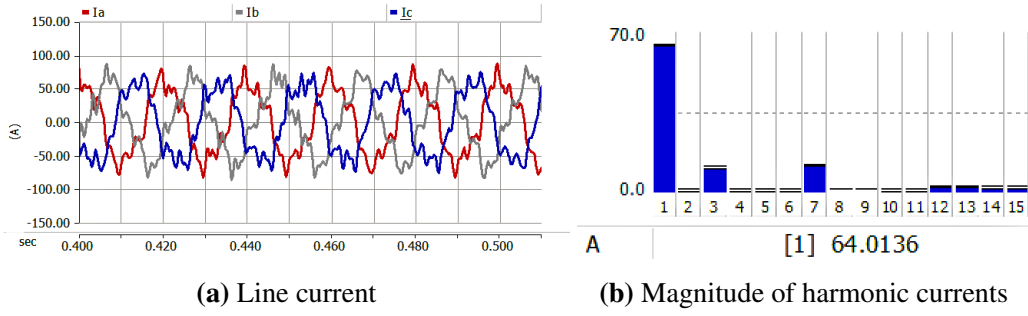 Ia Ib Ic
150.00
100.00
50.00
0.00
-50.00
-100.00
-150.00
(A)
sec
0.400 0.420 0.440 0.460 0.480 0.500
(a) Line current
70.0
0.0
1 2 3 4 5 6 7 8 9 10 11 12 13 14 15
A [1] 64.0136
(b) Magnitude of harmonic currents